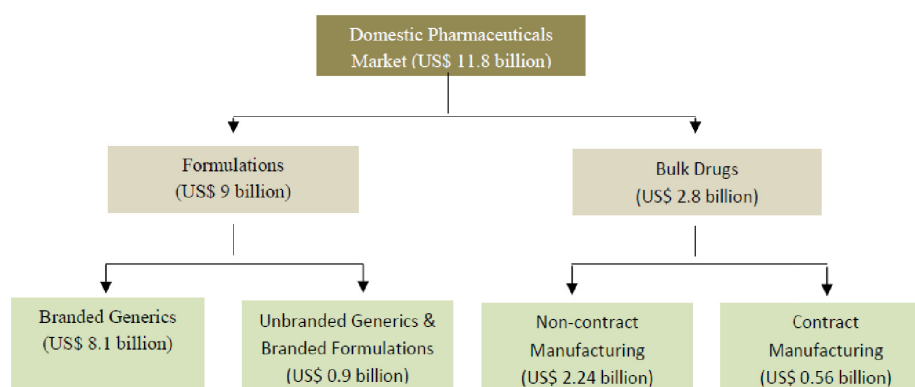 Domestic Pharmaceuticals
Market (US$ 11.8 billion)
Formulations
(US$ 9 billion)
Bulk Drugs
(US$ 2.8 billion)
Branded Generics
(US$ 8.1 billion)
Unbranded Generics &
Branded Formulations
(US$ 0.9 billion)
Non-contract
Manufacturing
(US$ 2.24 billion)
Contract
Manufacturing
(US$ 0.56 billion)